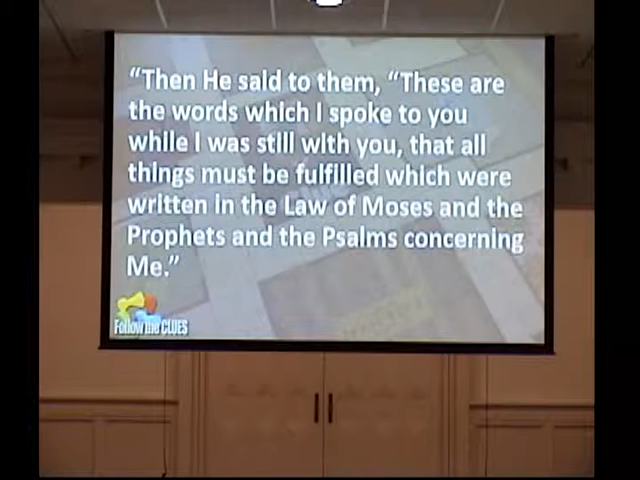 “Then He said to them, “These are
the words which I spoke to you
while I was still with you, that all
things must be fulfilled which were
written in the Law of Moses and the
Prophets and the Psalms concerning
Me.”
Follow the CLUES